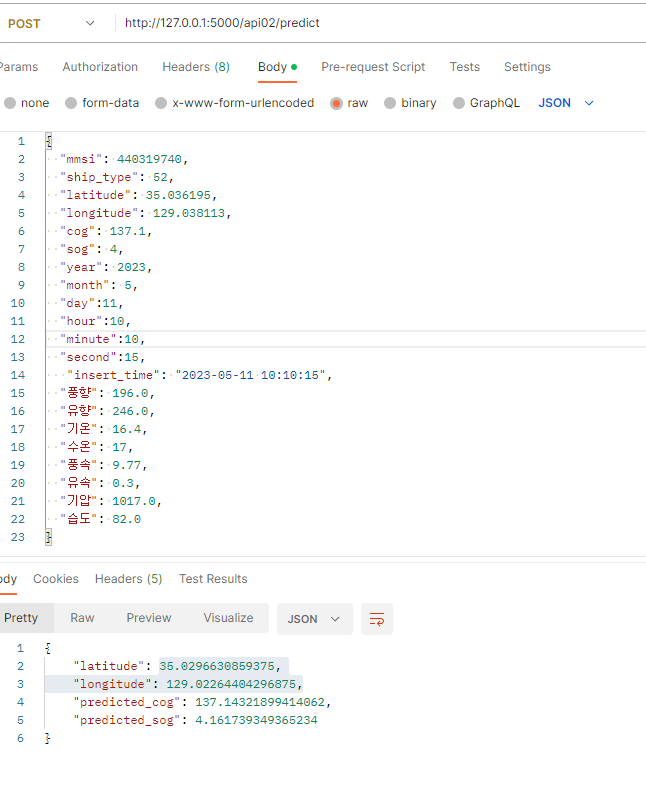 POST http://127.0.0.1:5000/api02/predict
Params Authorization Headers (8) Body Pre-request Script Tests Settings
none form-data x-www-form-urlencoded raw binary GraphQL JSON
1 {
2 "mmsi": 440319740,
3 "ship_type": 52,
4 "latitude": 35.036195,
5 "longitude": 129.038113,
6 "cog": 137.1,
7 "sog": 4,
8 "year": 2023,
9 "month": 5,
10 "day":11,
11 "hour":10,
12 "minute":10,
13 "second":15,
14 "insert_time": "2023-05-11 10:10:15",
15 "풍향": 196.0,
16 "유향": 246.0,
17 "기온": 16.4,
18 "수온": 17,
19 "풍속": 9.77,
20 "유속": 0.3,
21 "기압": 1017.0,
22 "습도": 82.0
23 }
ody Cookies Headers (5) Test Results
Pretty Raw Preview Visualize JSON
1 {
2 "latitude": 35.0296630859375,
3 "longitude": 129.02264404296875,
4 "predicted_cog": 137.14321899414062,
5 "predicted_sog": 4.161739349365234
6 }